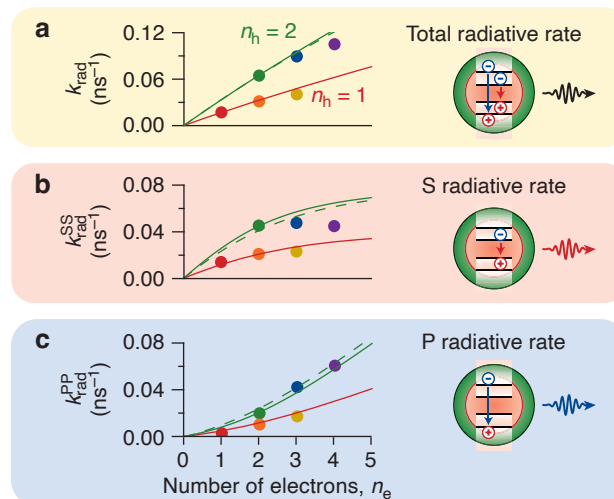 a
Total radiative rate
k_rad (ns⁻¹)
0.12
0.06
0.00
n_h = 2
n_h = 1
b
S radiative rate
k_rad^SS (ns⁻¹)
0.08
0.04
0.00
c
P radiative rate
k_rad^PP (ns⁻¹)
0.08
0.04
0.00
0 1 2 3 4 5
Number of electrons, n_e